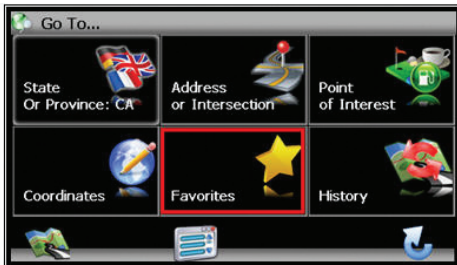 Go To...
State
Or Province: CA
Address
or Intersection
Point
of Interest
Coordinates
Favorites
History